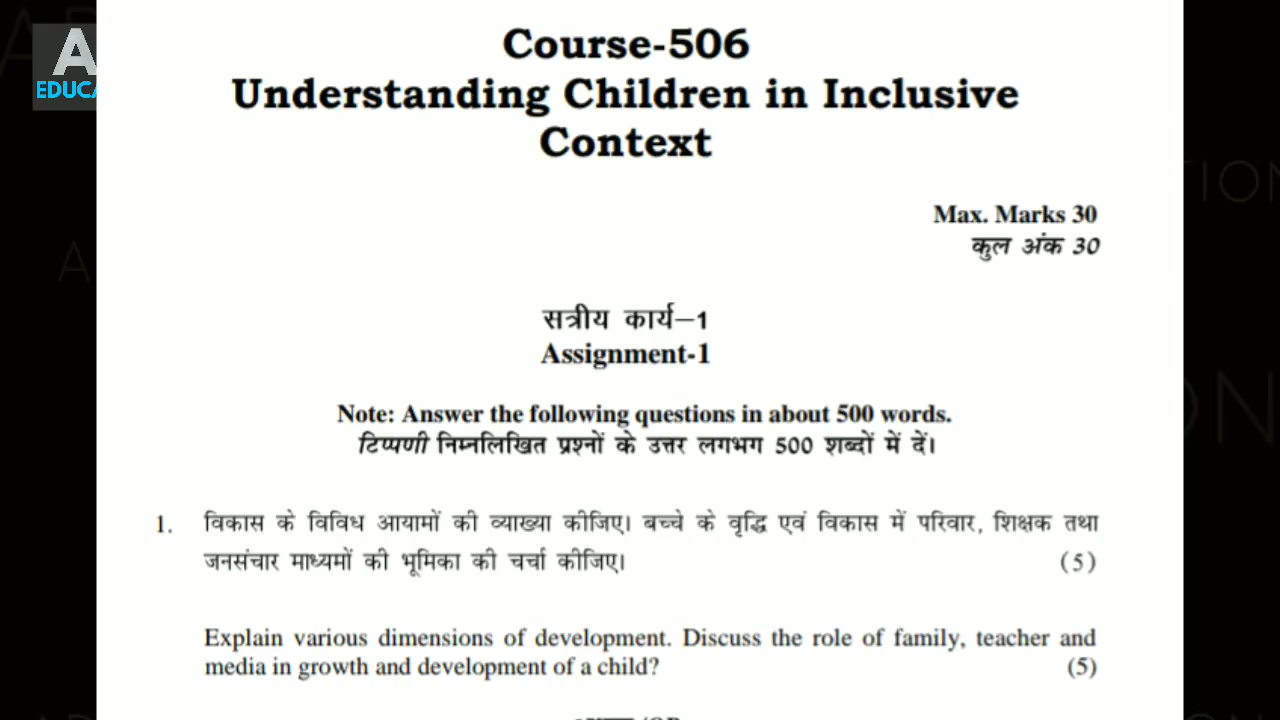 A
EDUCA
Course-506
Understanding Children in Inclusive
Context
Max. Marks 30
कुल अंक 30
सत्रीय कार्य–1
Assignment-1
Note: Answer the following questions in about 500 words.
टिप्पणी निम्नलिखित प्रश्नों के उत्तर लगभग 500 शब्दों में दें।
1. विकास के विविध आयामों की व्याख्या कीजिए। बच्चे के वृद्धि एवं विकास में परिवार, शिक्षक तथा
जनसंचार माध्यमों की भूमिका की चर्चा कीजिए। (5)
Explain various dimensions of development. Discuss the role of family, teacher and
media in growth and development of a child? (5)